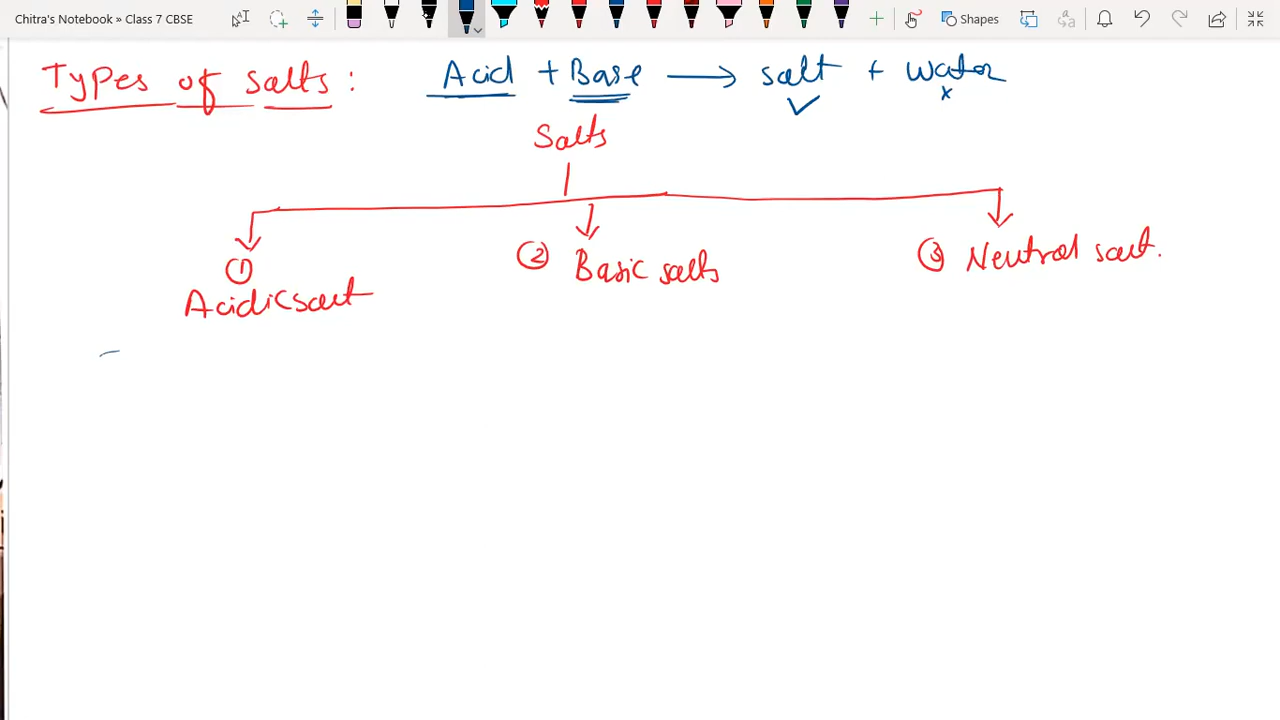 Chitra's Notebook » Class 7 CBSE
Shapes
Types of salts : Acid + Base → salt + water
Salts
① Acidic salt
② Basic salts
③ Neutral salt.